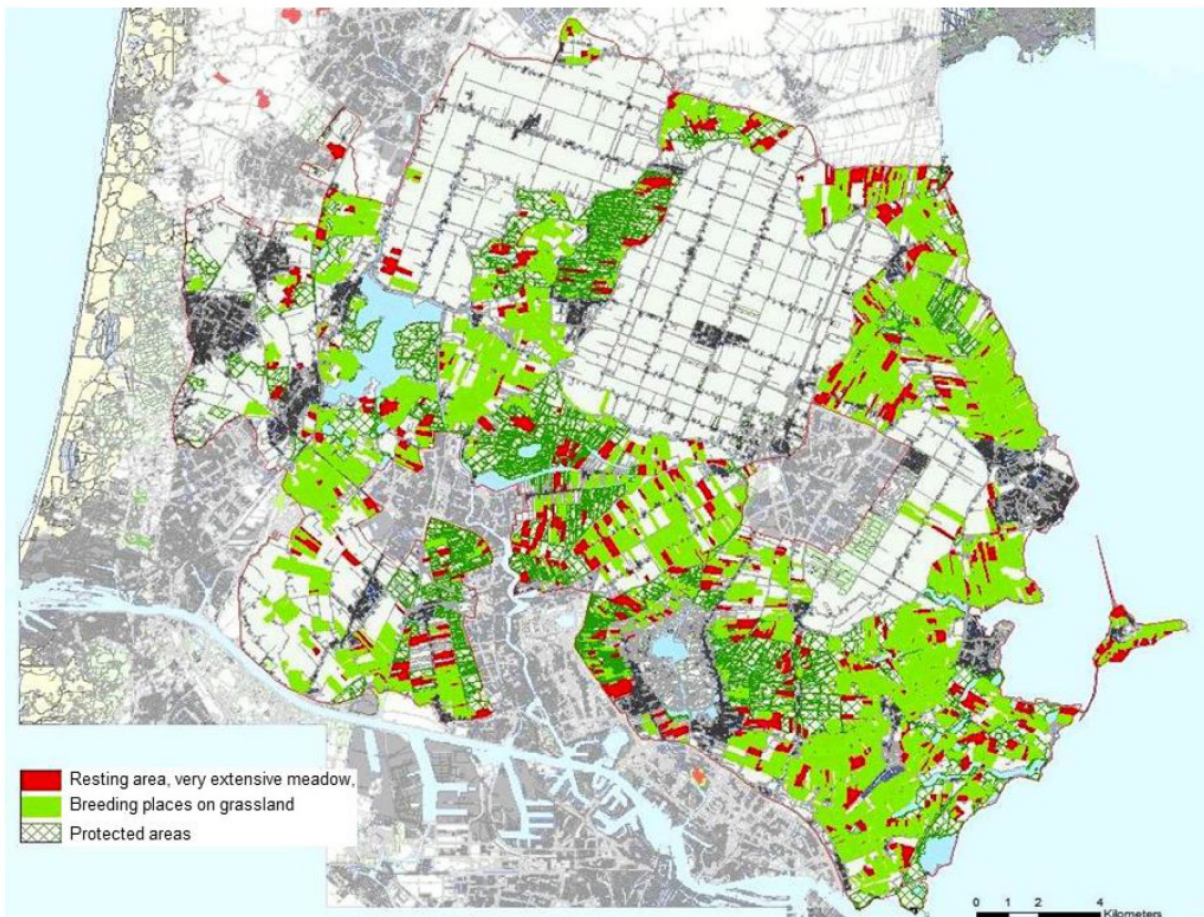 Resting area, very extensive meadow,
Breeding places on grassland
Protected areas
0 1 2 4
Kilometers